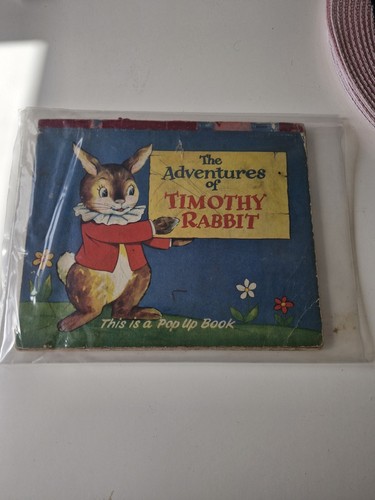 The
Adventures
of
TIMOTHY
RABBIT
This is a Pop Up Book